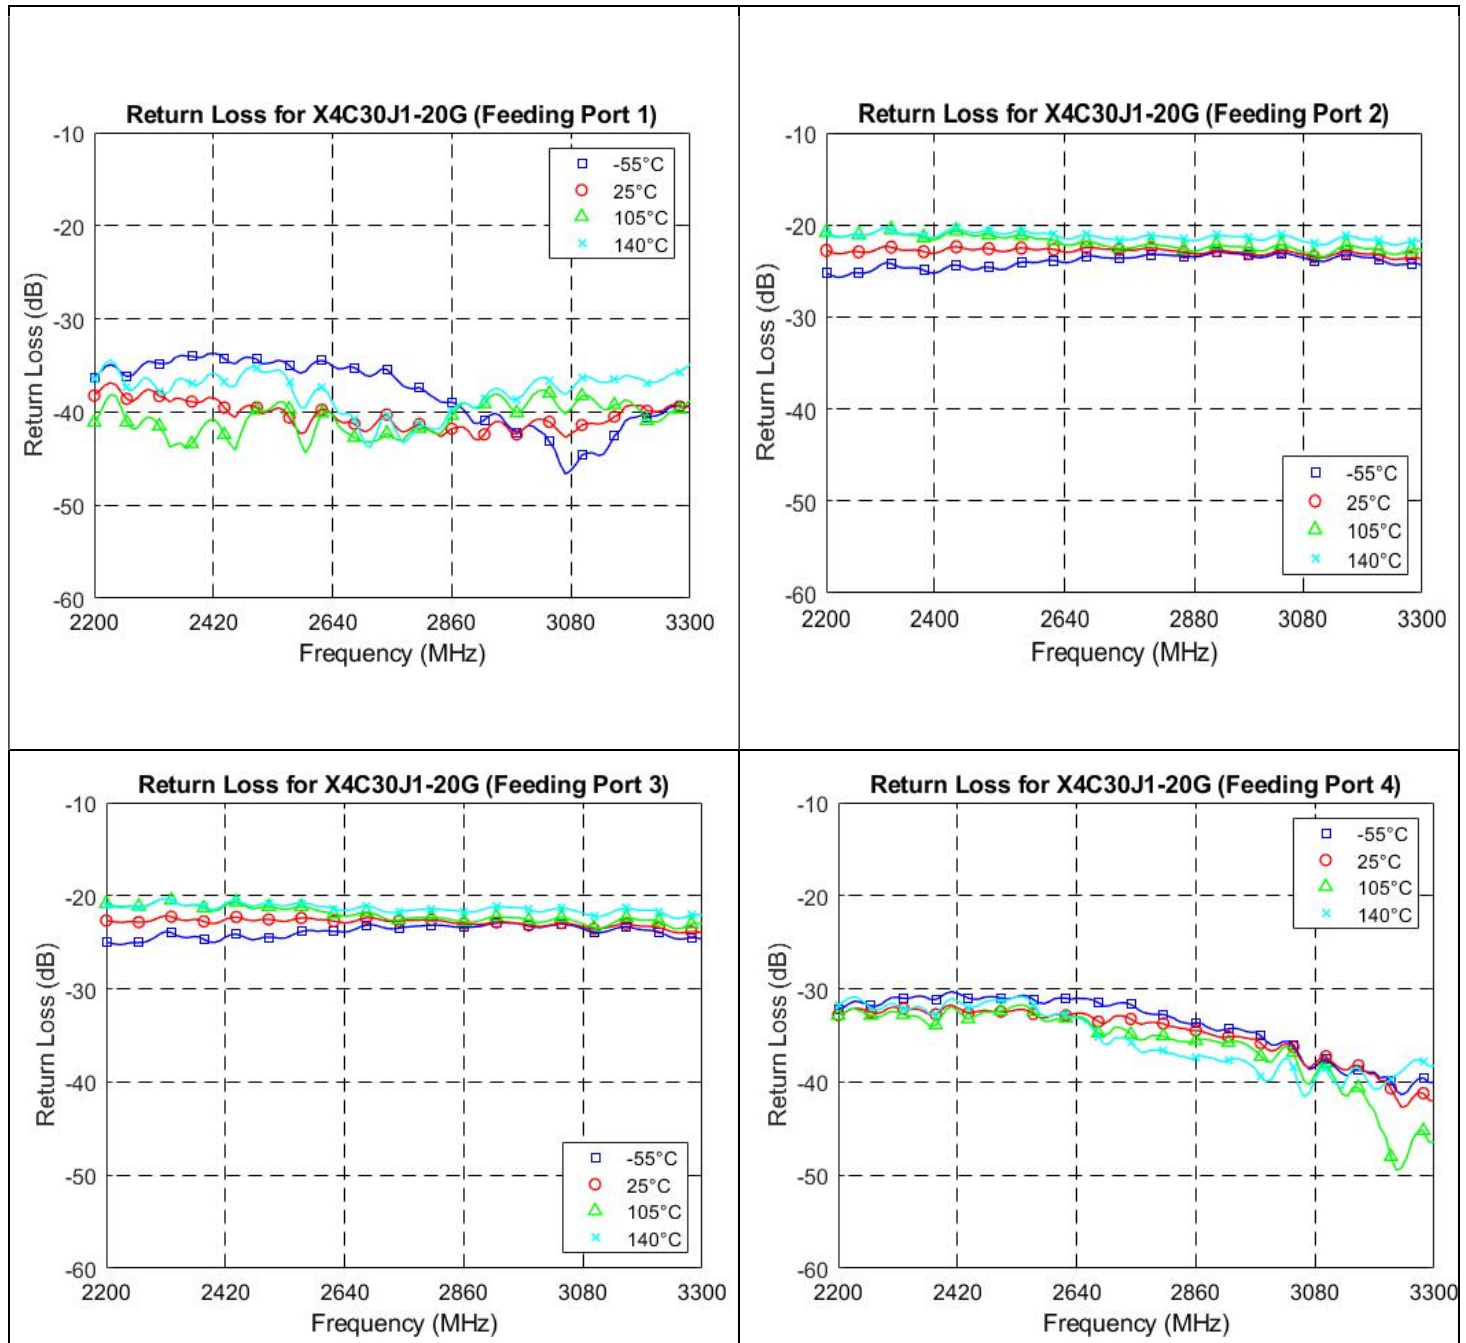 Return Loss for X4C30J1-20G (Feeding Port 1)
-10
-20
-30
-40
-50
-60
Return Loss (dB)
-55°C
25°C
105°C
140°C
2200 2420 2640 2860 3080 3300
Frequency (MHz)
Return Loss for X4C30J1-20G (Feeding Port 2)
-10
-20
-30
-40
-50
-60
Return Loss (dB)
-55°C
25°C
105°C
140°C
2200 2400 2640 2880 3080 3300
Frequency (MHz)
Return Loss for X4C30J1-20G (Feeding Port 3)
-10
-20
-30
-40
-50
-60
Return Loss (dB)
-55°C
25°C
105°C
140°C
2200 2420 2640 2860 3080 3300
Frequency (MHz)
Return Loss for X4C30J1-20G (Feeding Port 4)
-10
-20
-30
-40
-50
-60
Return Loss (dB)
-55°C
25°C
105°C
140°C
2200 2420 2640 2860 3080 3300
Frequency (MHz)